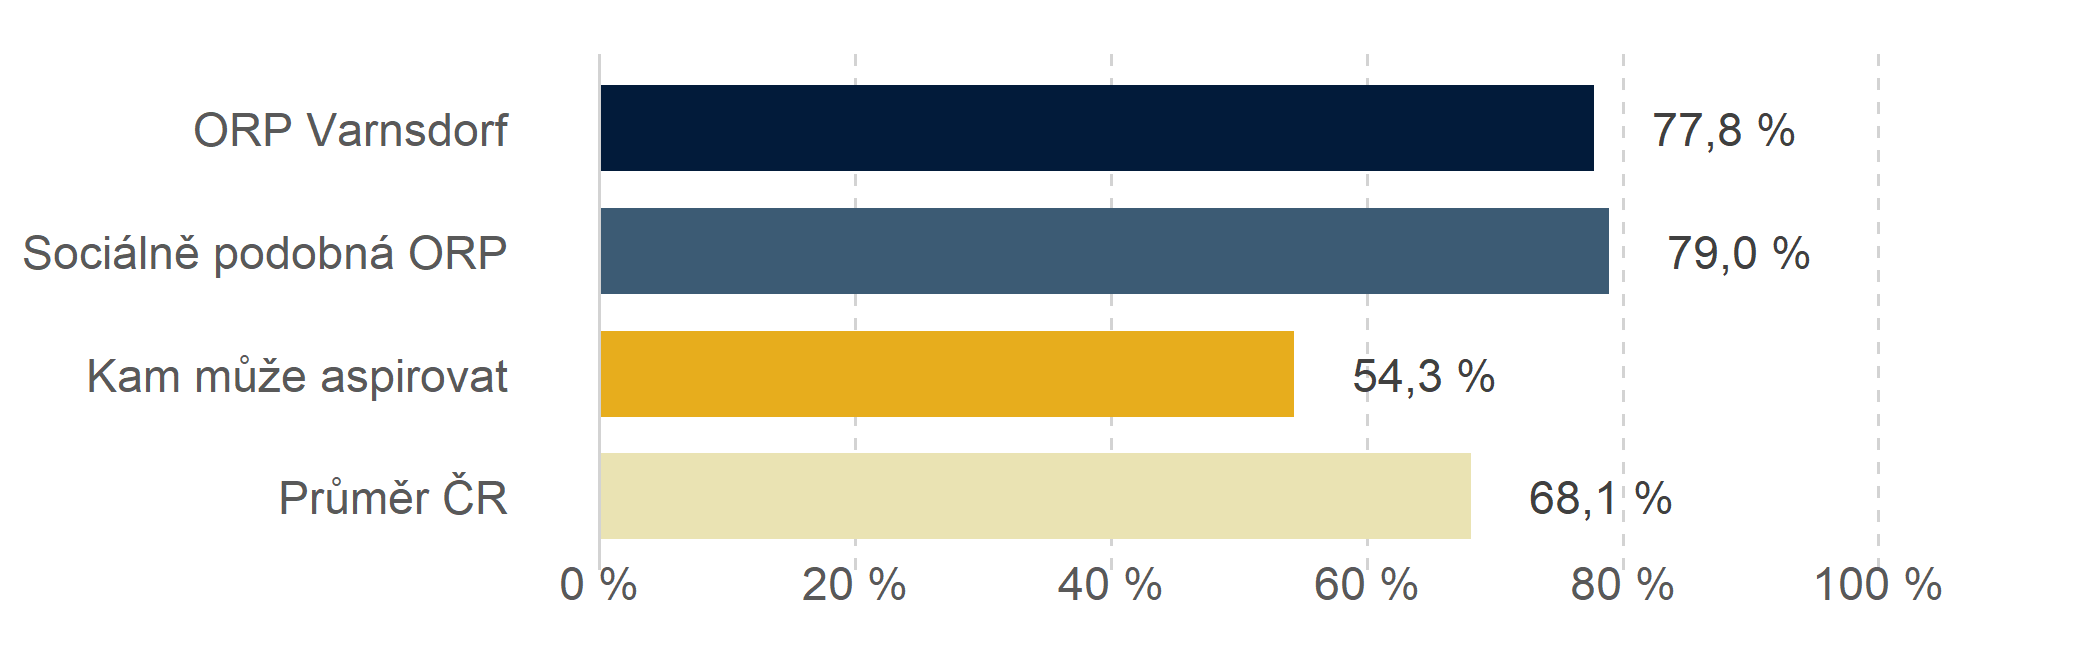 ORP Varnsdorf 77,8 %
Sociálně podobná ORP 79,0 %
Kam může aspirovat 54,3 %
Průměr ČR 68,1 %
0 % 20 % 40 % 60 % 80 % 100 %